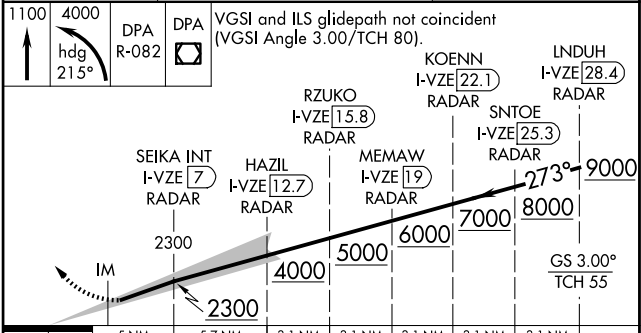 1100
4000
hdg
215°
DPA
R-082
DPA
VGSI and ILS glidepath not coincident
(VGSI Angle 3.00/TCH 80).
LNDUH
I-VZE 28.4
RADAR
KOENN
I-VZE 22.1
RADAR
SNTOE
I-VZE 25.3
RADAR
RZUKO
I-VZE 15.8
RADAR
MEMAW
I-VZE 19
RADAR
SEIKA INT
I-VZE 7
RADAR
HAZIL
I-VZE 12.7
RADAR
273°
9000
8000
7000
6000
5000
4000
2300
2300
IM
GS 3.00°
TCH 55